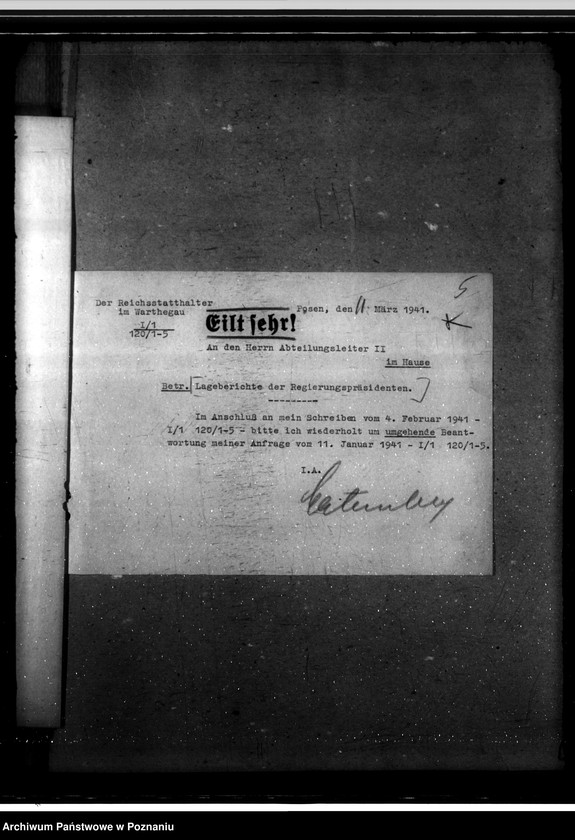 5
Der Reichsstatthalter
im Warthegau
I/1
120/1-5
Posen, den 11 März 1941.
Eilt sehr!
An den Herrn Abteilungsleiter II
im Hause
Betr. [Lageberichte der Regierungspräsidenten.]
---------
Im Anschluß an mein Schreiben vom 4. Februar 1941 -
I/1 120/1-5 - bitte ich wiederholt um umgehende Beant-
wortung meiner Anfrage vom 11. Januar 1941 - I/1 120/1-5.
I.A.
Archiwum Państwowe w Poznaniu